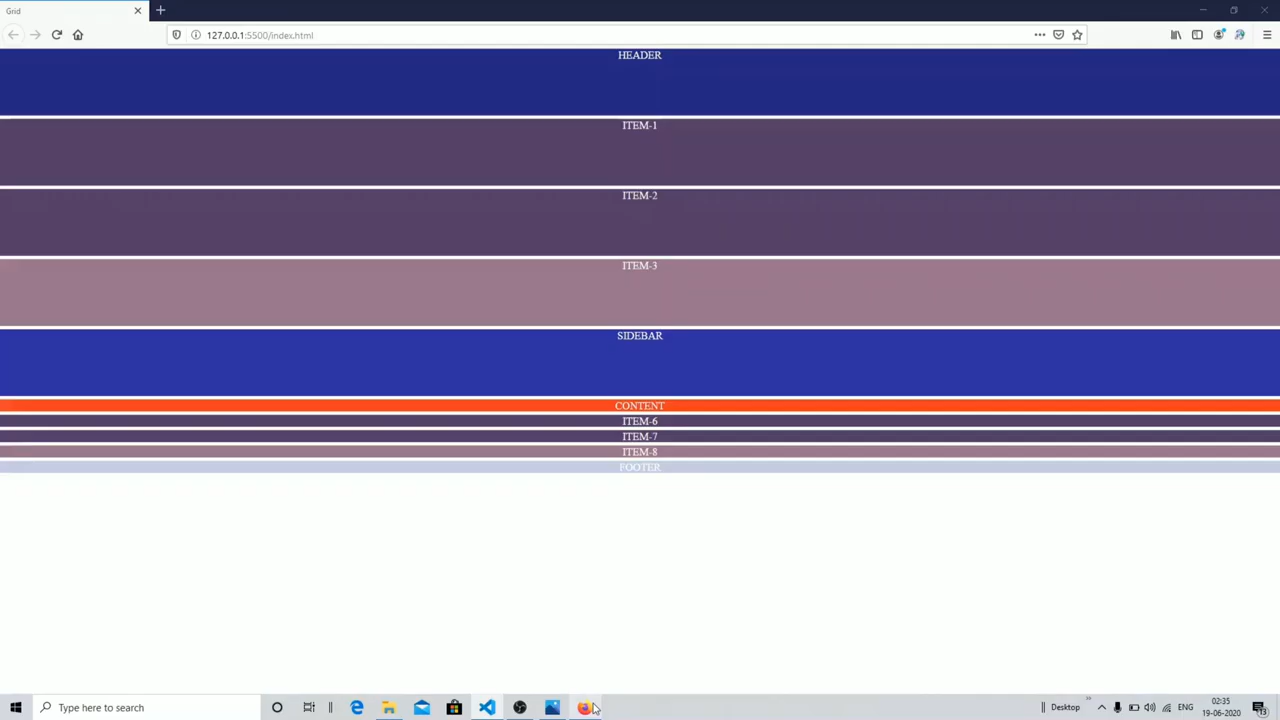 Grid
127.0.0.1:5500/index.html
HEADER
ITEM-1
ITEM-2
ITEM-3
SIDEBAR
CONTENT
ITEM-6
ITEM-7
ITEM-8
FOOTER
Type here to search
Desktop
ENG
02:35
19-06-2020